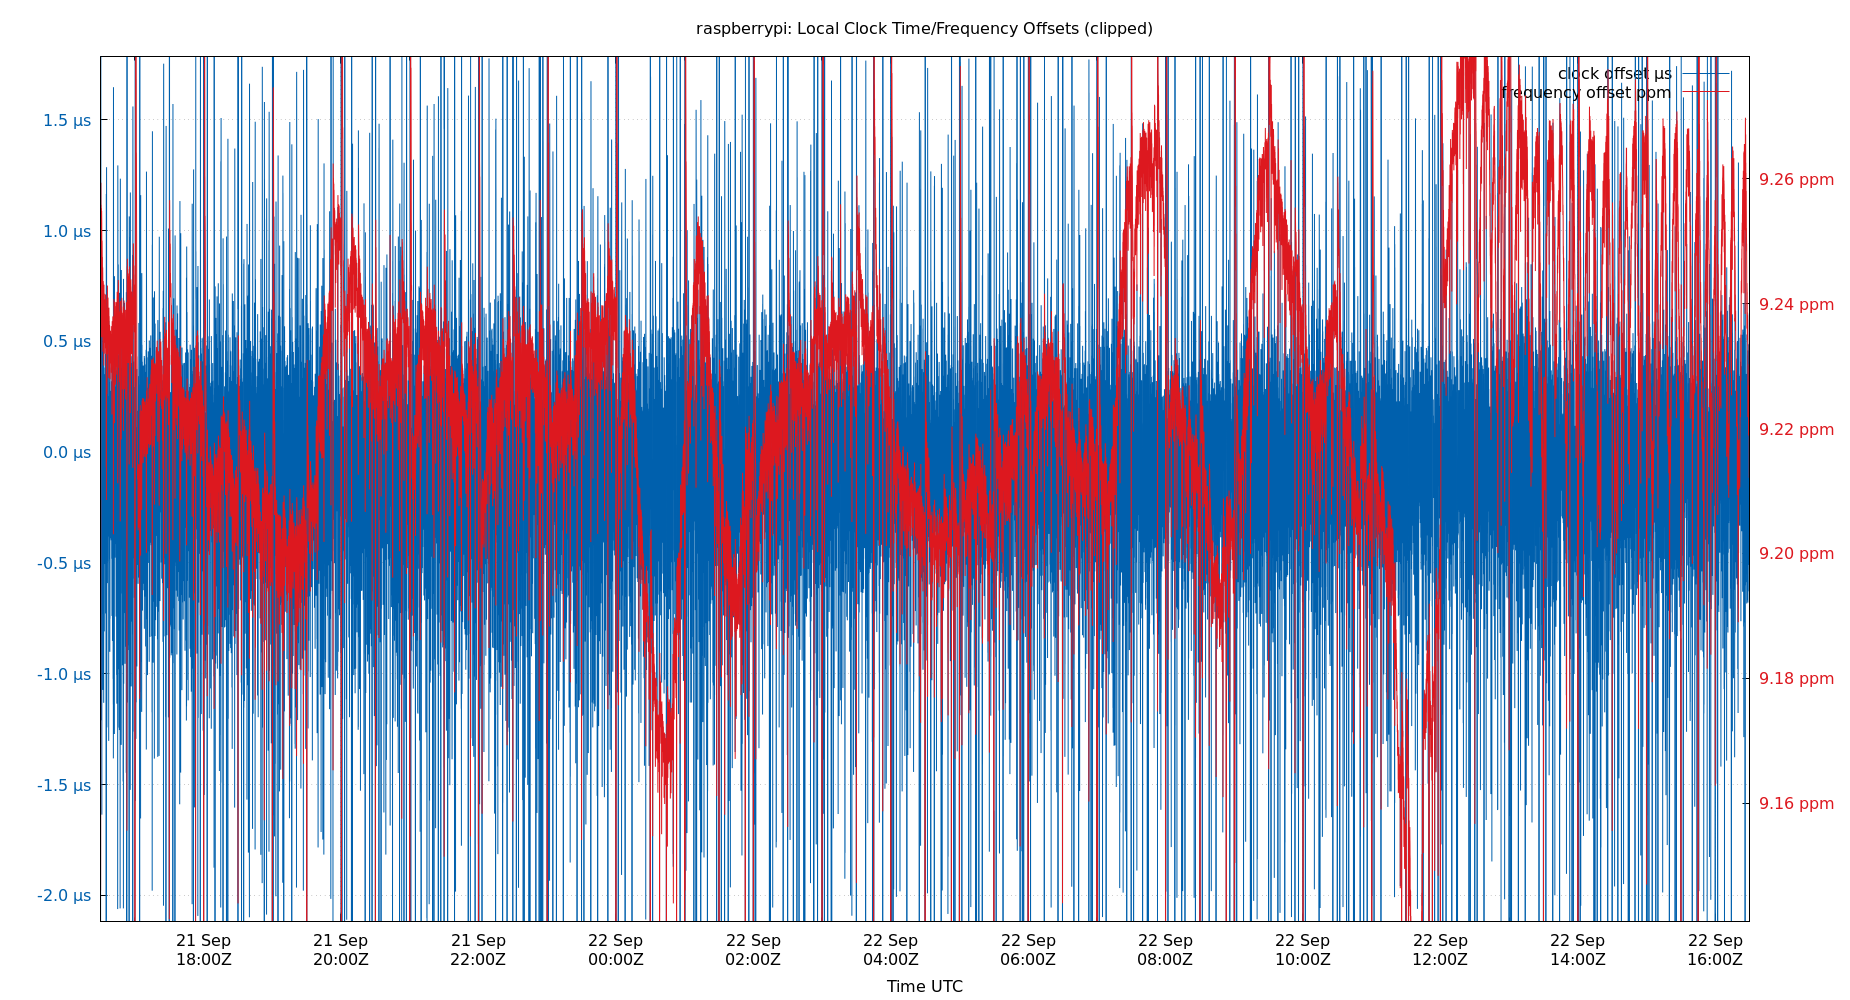 raspberrypi: Local Clock Time/Frequency Offsets (clipped)
clock offset µs
frequency offset ppm
1.5 µs
1.0 µs
0.5 µs
0.0 µs
-0.5 µs
-1.0 µs
-1.5 µs
-2.0 µs
9.26 ppm
9.24 ppm
9.22 ppm
9.20 ppm
9.18 ppm
9.16 ppm
21 Sep
18:00Z
21 Sep
20:00Z
21 Sep
22:00Z
22 Sep
00:00Z
22 Sep
02:00Z
22 Sep
04:00Z
22 Sep
06:00Z
22 Sep
08:00Z
22 Sep
10:00Z
22 Sep
12:00Z
22 Sep
14:00Z
22 Sep
16:00Z
Time UTC